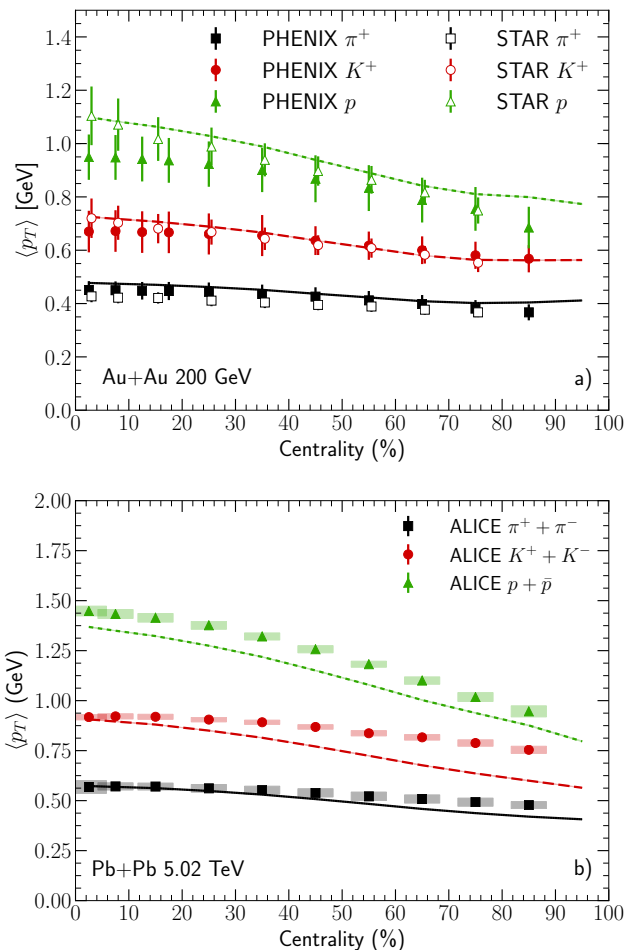 PHENIX π⁺ STAR π⁺
PHENIX K⁺ STAR K⁺
PHENIX p STAR p
⟨p_T⟩ [GeV]
1.4
1.2
1.0
0.8
0.6
0.4
0.2
0.0
Au+Au 200 GeV a)
0 10 20 30 40 50 60 70 80 90 100
Centrality (%)
ALICE π⁺ + π⁻
ALICE K⁺ + K⁻
ALICE p + p̄
⟨p_T⟩ (GeV)
2.00
1.75
1.50
1.25
1.00
0.75
0.50
0.25
0.00
Pb+Pb 5.02 TeV b)
0 10 20 30 40 50 60 70 80 90 100
Centrality (%)